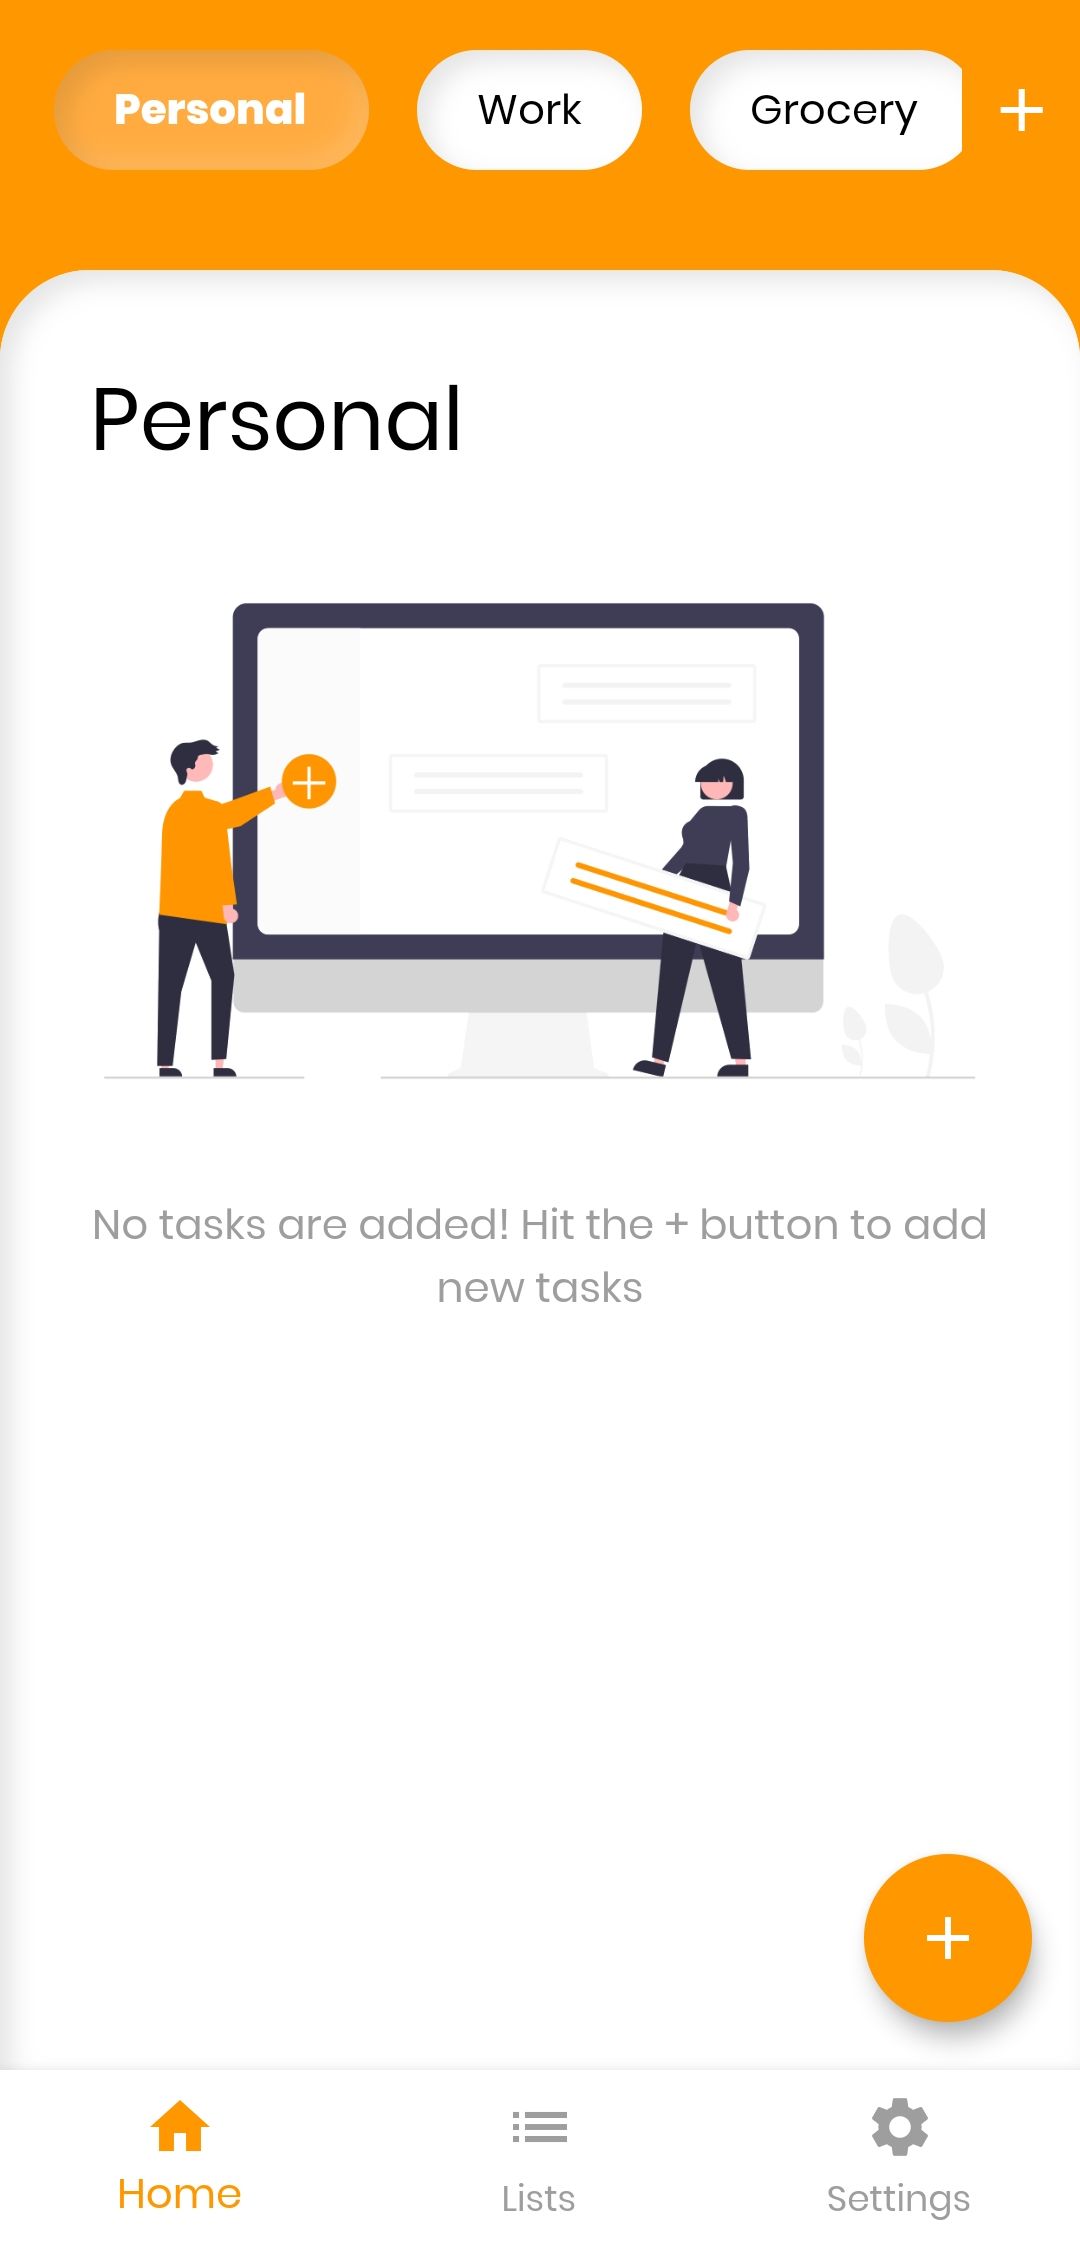 Personal
Work
Grocery
Personal
No tasks are added! Hit the + button to add
new tasks
Home
Lists
Settings